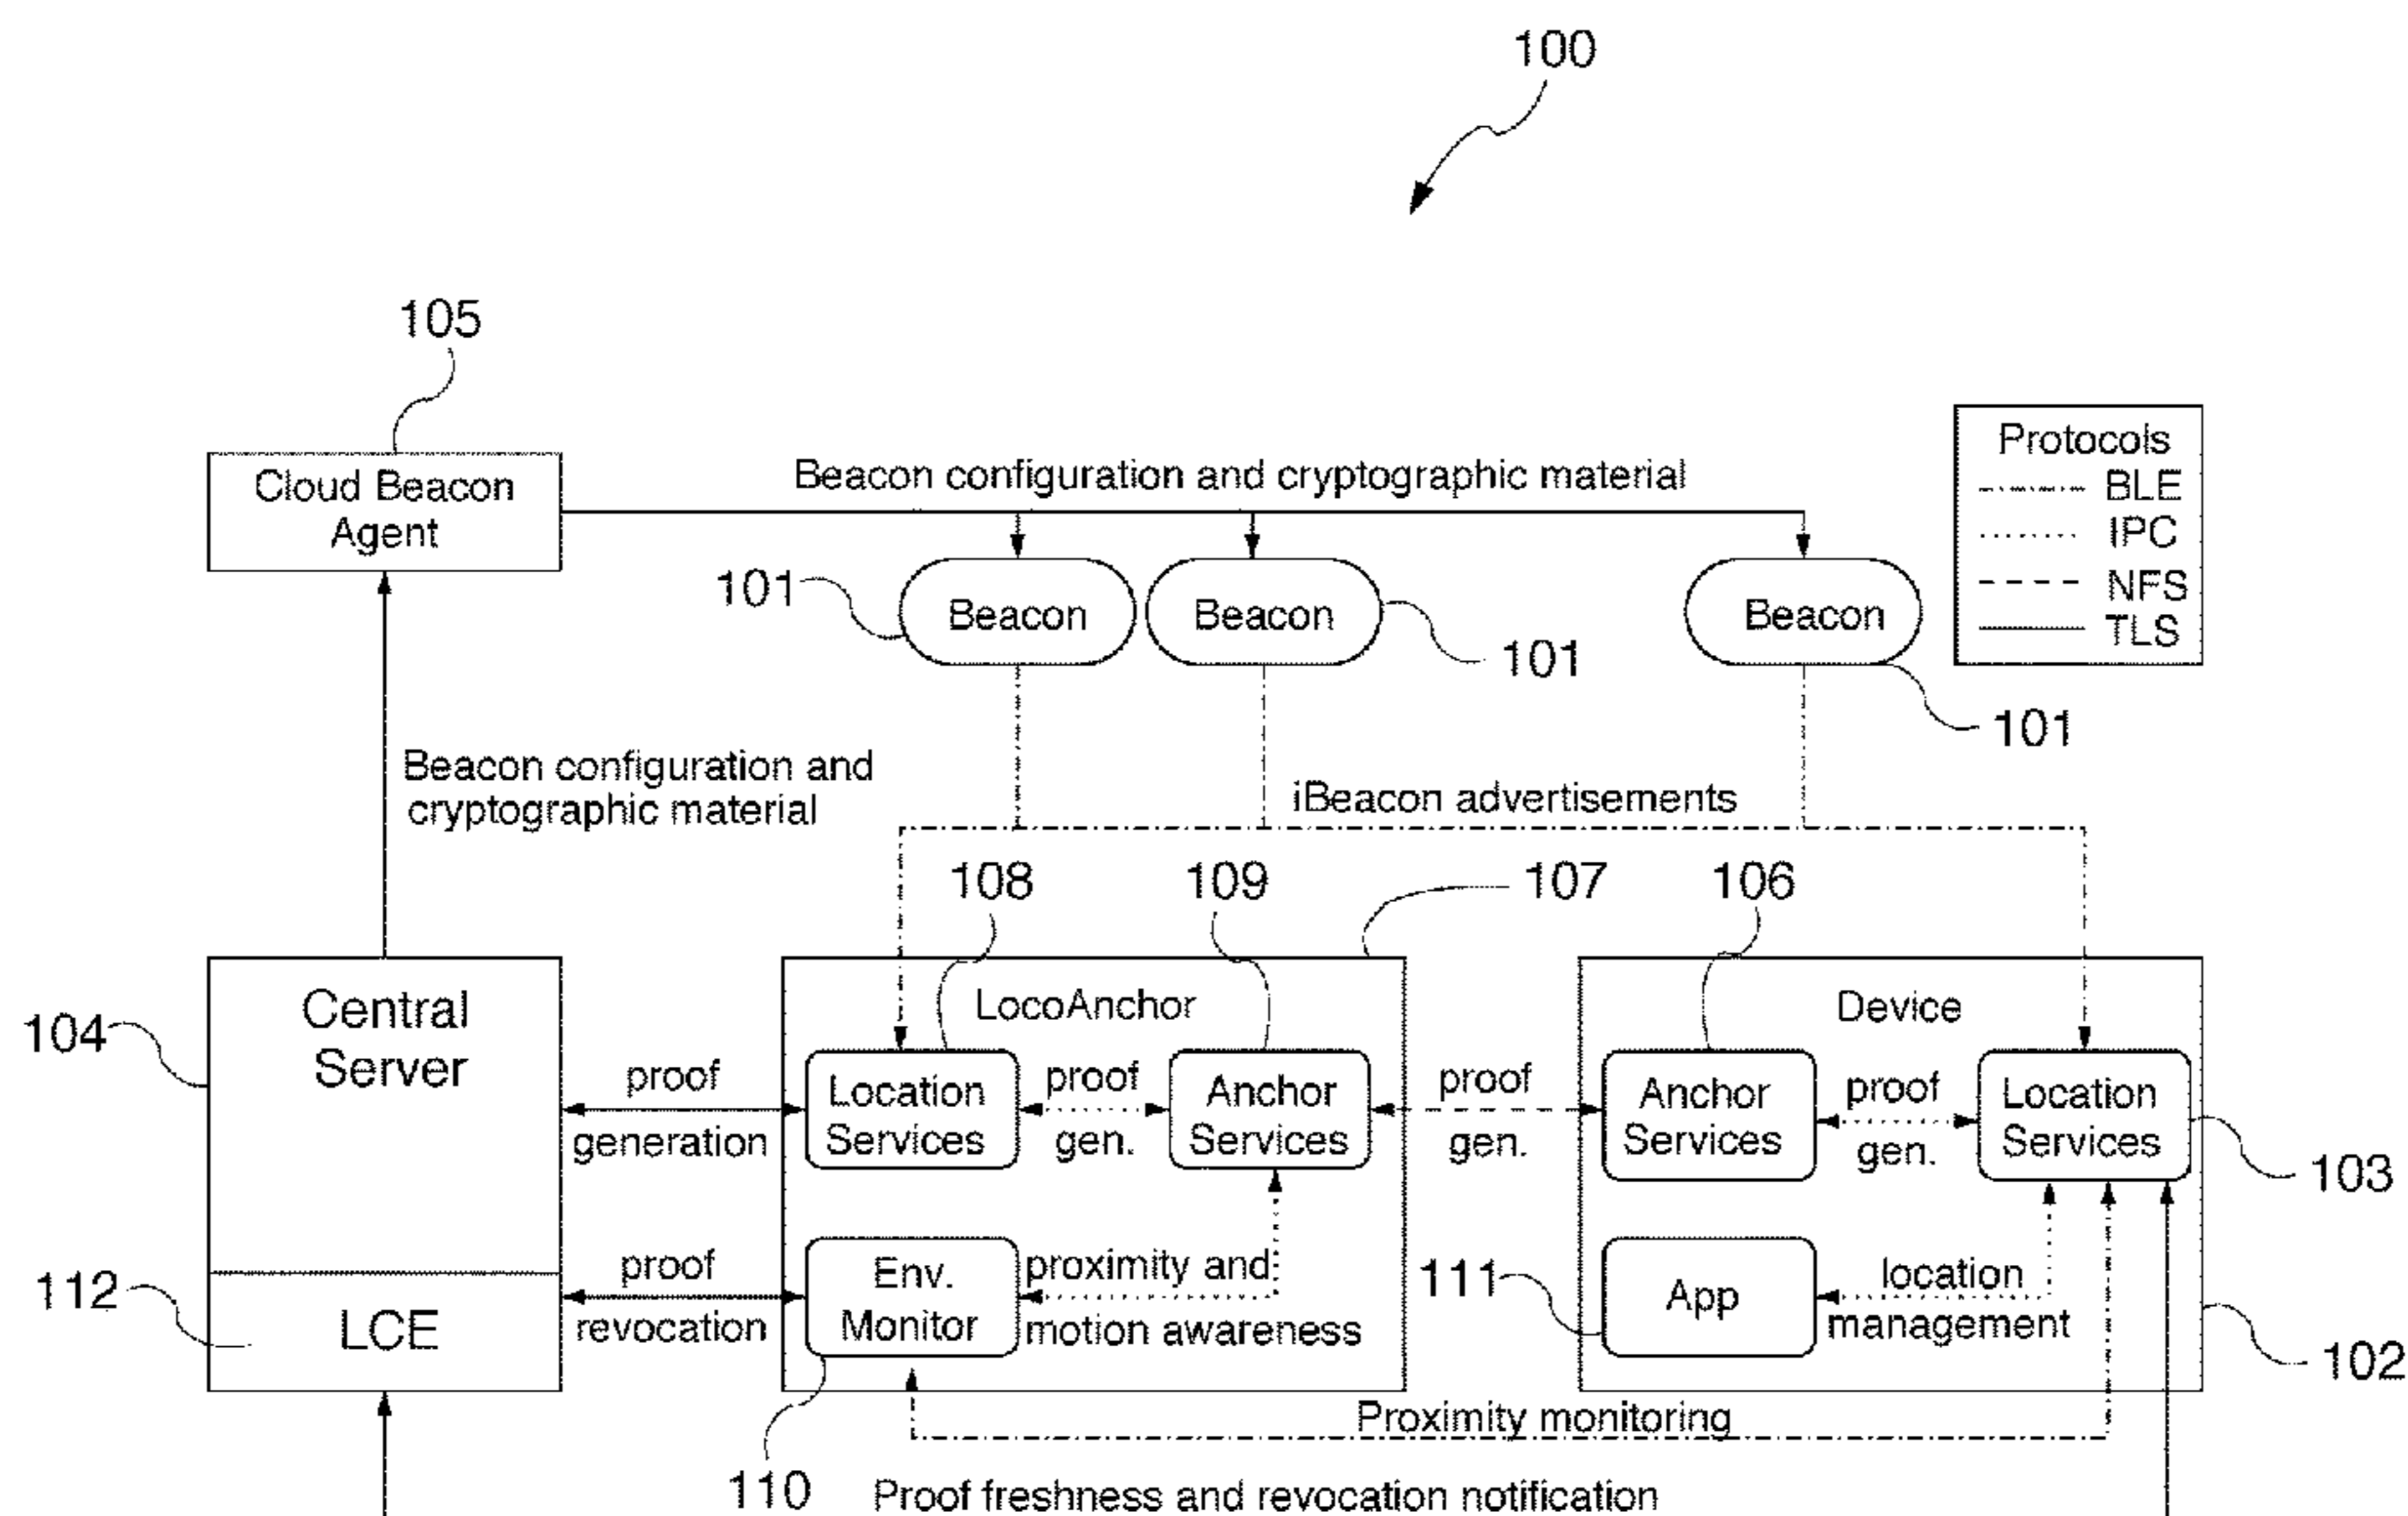 100
105
Cloud Beacon
Agent
Beacon configuration and cryptographic material
Protocols
BLE
IPC
NFS
TLS
101
Beacon
Beacon
101
Beacon
101
Beacon configuration and
cryptographic material
iBeacon advertisements
108
109
107
106
104
Central
Server
LocoAnchor
Device
proof
generation
Location
Services
proof
gen.
Anchor
Services
proof
gen.
Anchor
Services
proof
gen.
Location
Services
103
112
LCE
proof
revocation
Env.
Monitor
proximity and
motion awareness
111
App
location
management
102
Proximity monitoring
110
Proof freshness and revocation notification